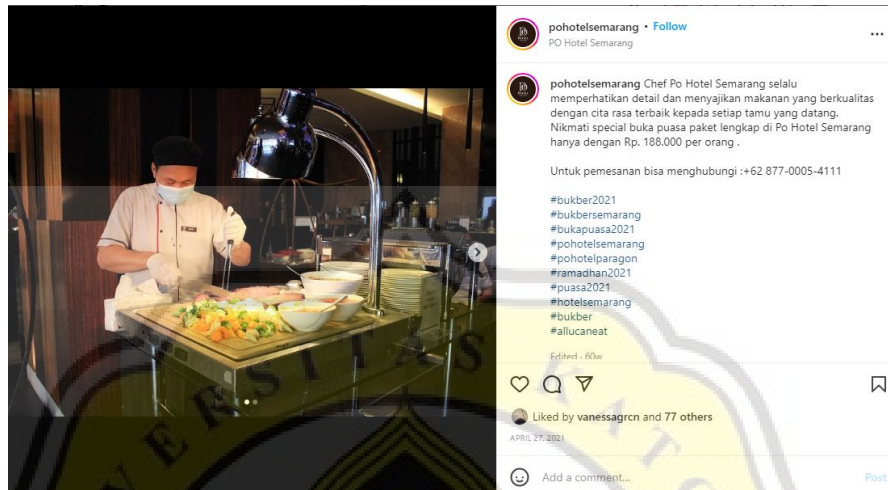 pohotelsemarang • Follow
PO Hotel Semarang
pohotelsemarang Chef Po Hotel Semarang selalu
memperhatikan detail dan menyajikan makanan yang berkualitas
dengan cita rasa terbaik kepada setiap tamu yang datang.
Nikmati special buka puasa paket lengkap di Po Hotel Semarang
hanya dengan Rp. 188.000 per orang .
Untuk pemesanan bisa menghubungi :+62 877-0005-4111
#bukber2021
#bukbersemarang
#bukapuasa2021
#pohotelsemarang
#pohotelparagon
#ramadhan2021
#puasa2021
#hotelsemarang
#bukber
#allucaneat
Edited · 60w
Liked by vanessagrcn and 77 others
APRIL 27, 2021
Add a comment... Post